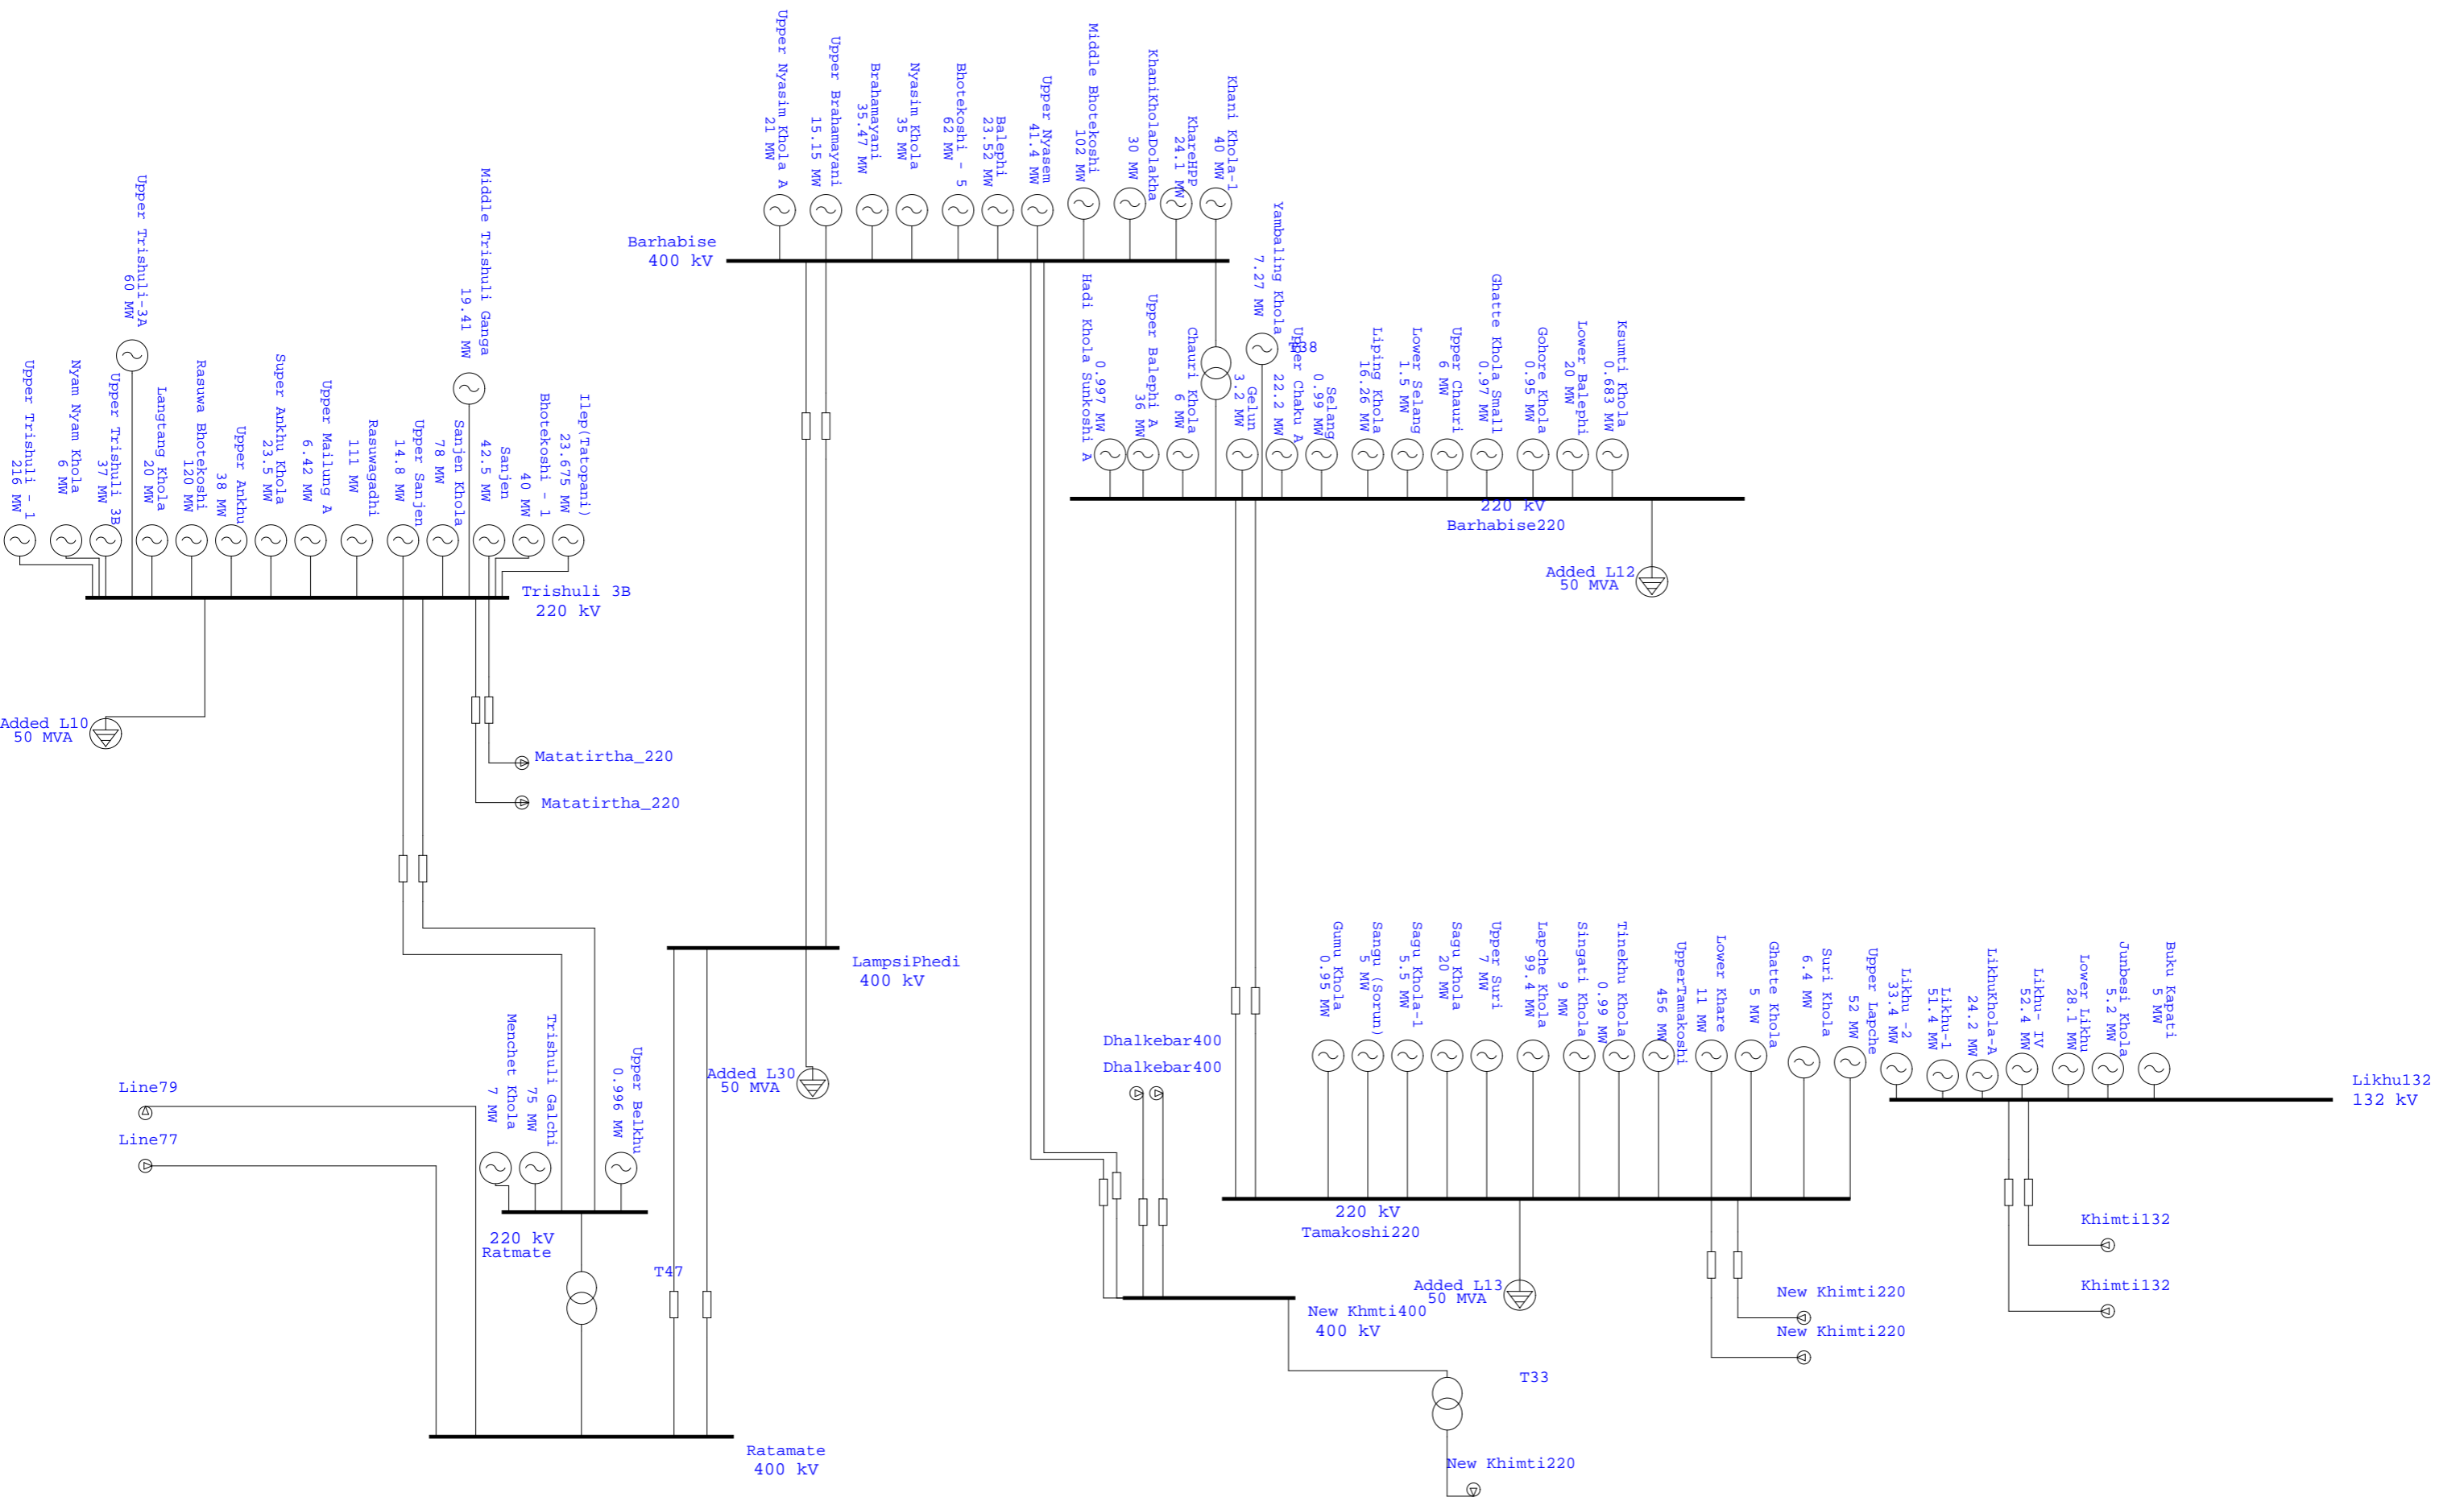 Upper Nyasim Khola A
21 MW
Upper Brahamayani
15.15 MW
Brahamayani
35.47 MW
Nyasim Khola
35 MW
Bhotekoshi - 5
62 MW
Balephi
23.52 MW
Upper Nyasem
41.4 MW
Middle Bhotekoshi
102 MW
KhaniKholaDolakha
30 MW
KhareHPP
24.1 MW
Khani Khola-1
40 MW
Barhabise
400 kV
Hadi Khola Sunkoshi A
0.997 MW
Upper Balephi A
36 MW
Chauri Khola
6 MW
Gelun
3.2 MW
Yambaling Khola
7.27 MW
T38
Upper Chaku A
22.2 MW
Selang
0.99 MW
Liping Khola
16.26 MW
Lower Selang
1.5 MW
Upper Chauri
6 MW
Ghatte Khola Small
0.97 MW
Gohore Khola
0.95 MW
Lower Balephi
20 MW
Ksumti Khola
0.683 MW
220 kV
Barhabise220
Added L12
50 MVA
Upper Trishuli - 1
216 MW
Nyam Nyam Khola
6 MW
Upper Trishuli 3B
37 MW
Upper Trishuli-3A
60 MW
Langtang Khola
20 MW
Rasuwa Bhotekoshi
120 MW
Upper Ankhu
38 MW
Super Ankhu Khola
23.5 MW
Upper Mailung A
6.42 MW
Rasuwagadhi
111 MW
Upper Sanjen
14.8 MW
Sanjen Khola
78 MW
Middle Trishuli Ganga
19.41 MW
Sanjen
42.5 MW
Bhotekoshi - 1
40 MW
Ilep(Tatopani)
23.675 MW
Trishuli 3B
220 kV
Added L10
50 MVA
Matatirtha_220
Matatirtha_220
LampsiPhedi
400 kV
Added L30
50 MVA
Line79
Line77
Menchet Khola
7 MW
Trishuli Galchi
75 MW
Upper Belkhu
0.996 MW
220 kV
Ratmate
T47
Ratamate
400 kV
Dhalkebar400
Dhalkebar400
Gumu Khola
0.95 MW
Sangu (Sorun)
5 MW
Sagu Khola-1
5.5 MW
Sagu Khola
20 MW
Upper Suri
7 MW
Lapche Khola
99.4 MW
Singati Khola
9 MW
Tinekhu Khola
0.99 MW
UpperTamakoshi
456 MW
Lower Khare
11 MW
Ghatte Khola
5 MW
Suri Khola
6.4 MW
Upper Lapche
52 MW
220 kV
Tamakoshi220
Added L13
50 MVA
New Khimti220
New Khimti220
New Khmti400
400 kV
T33
New Khimti220
Likhu -2
33.4 MW
Likhu-1
51.4 MW
LikhuKhola-A
24.2 MW
Likhu- IV
52.4 MW
Lower Likhu
28.1 MW
Junbesi Khola
5.2 MW
Buku Kapati
5 MW
Likhu132
132 kV
Khimti132
Khimti132